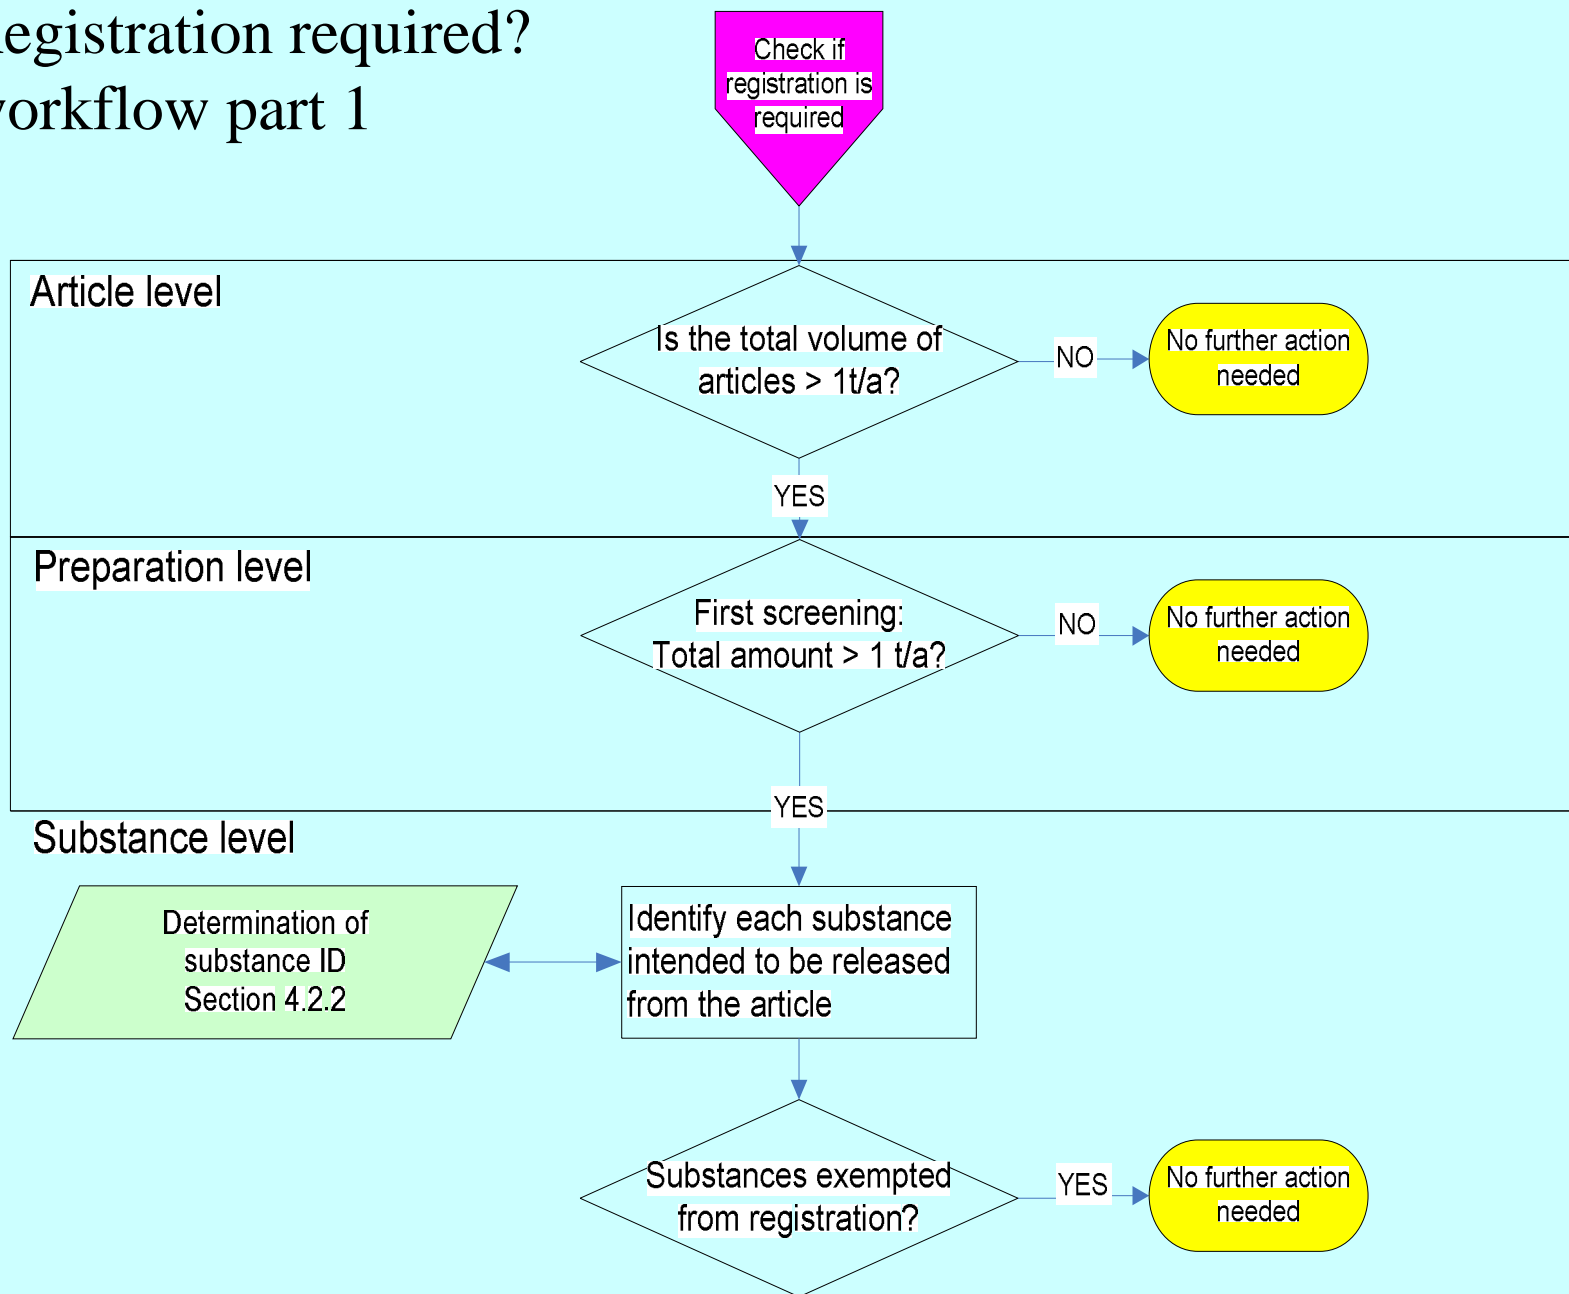 egistration required?
workflow part 1
Check if
registration is
required
Article level
Is the total volume of
articles > 1t/a?
NO
No further action
needed
YES
Preparation level
First screening:
Total amount > 1 t/a?
NO
No further action
needed
YES
Substance level
Determination of
substance ID
Section 4.2.2
Identify each substance
intended to be released
from the article
Substances exempted
from registration?
YES
No further action
needed